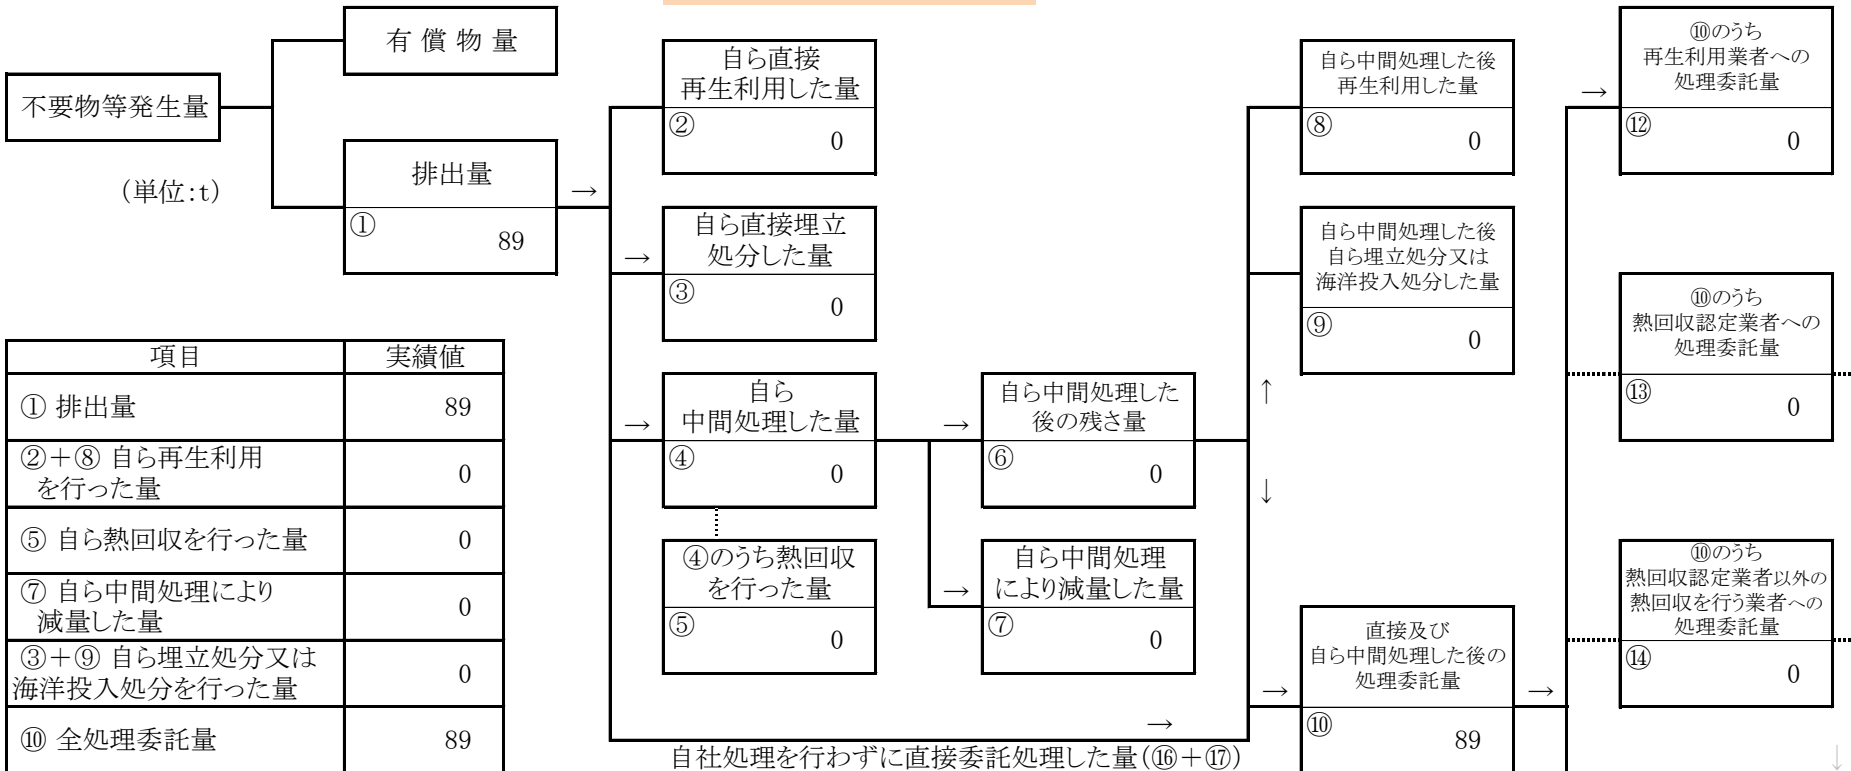 有 償 物 量
不要物等発生量
(単位:t)
排出量
①
89
→
自ら直接
再生利用した量
②
0
→
自ら直接埋立
処分した量
③
0
→
自ら
中間処理した量
④
0
④のうち熱回収
を行った量
⑤
0
→
自ら中間処理した
後の残さ量
⑥
0
→
自ら中間処理
により減量した量
⑦
0
→
自社処理を行わずに直接委託処理した量(⑯+⑰)
自ら中間処理した後
再生利用した量
⑧
0
自ら中間処理した後
自ら埋立処分又は
海洋投入処分した量
⑨
0
↑
↓
→
直接及び
自ら中間処理した後の
処理委託量
⑩
89
→
→
⑩のうち
再生利用業者への
処理委託量
⑫
0
⑩のうち
熱回収認定業者への
処理委託量
⑬
0
⑩のうち
熱回収認定業者以外の
熱回収を行う業者への
処理委託量
⑭
0
↓
項目 実績値
① 排出量 89
②+⑧ 自ら再生利用
を行った量 0
⑤ 自ら熱回収を行った量 0
⑦ 自ら中間処理により
減量した量 0
③+⑨ 自ら埋立処分又は
海洋投入処分を行った量 0
⑩ 全処理委託量 89